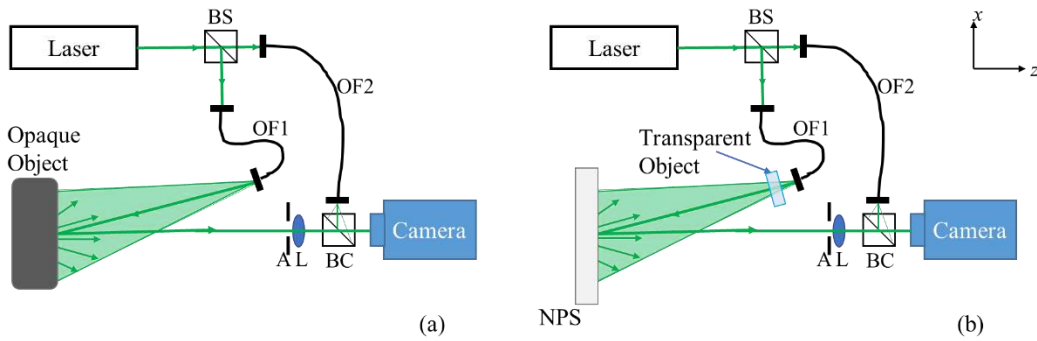 BS
Laser
OF2
OF1
Opaque
Object
Camera
A L
BC
(a)
BS
Laser
OF2
OF1
Transparent
Object
Camera
A L
BC
NPS
(b)
x
z